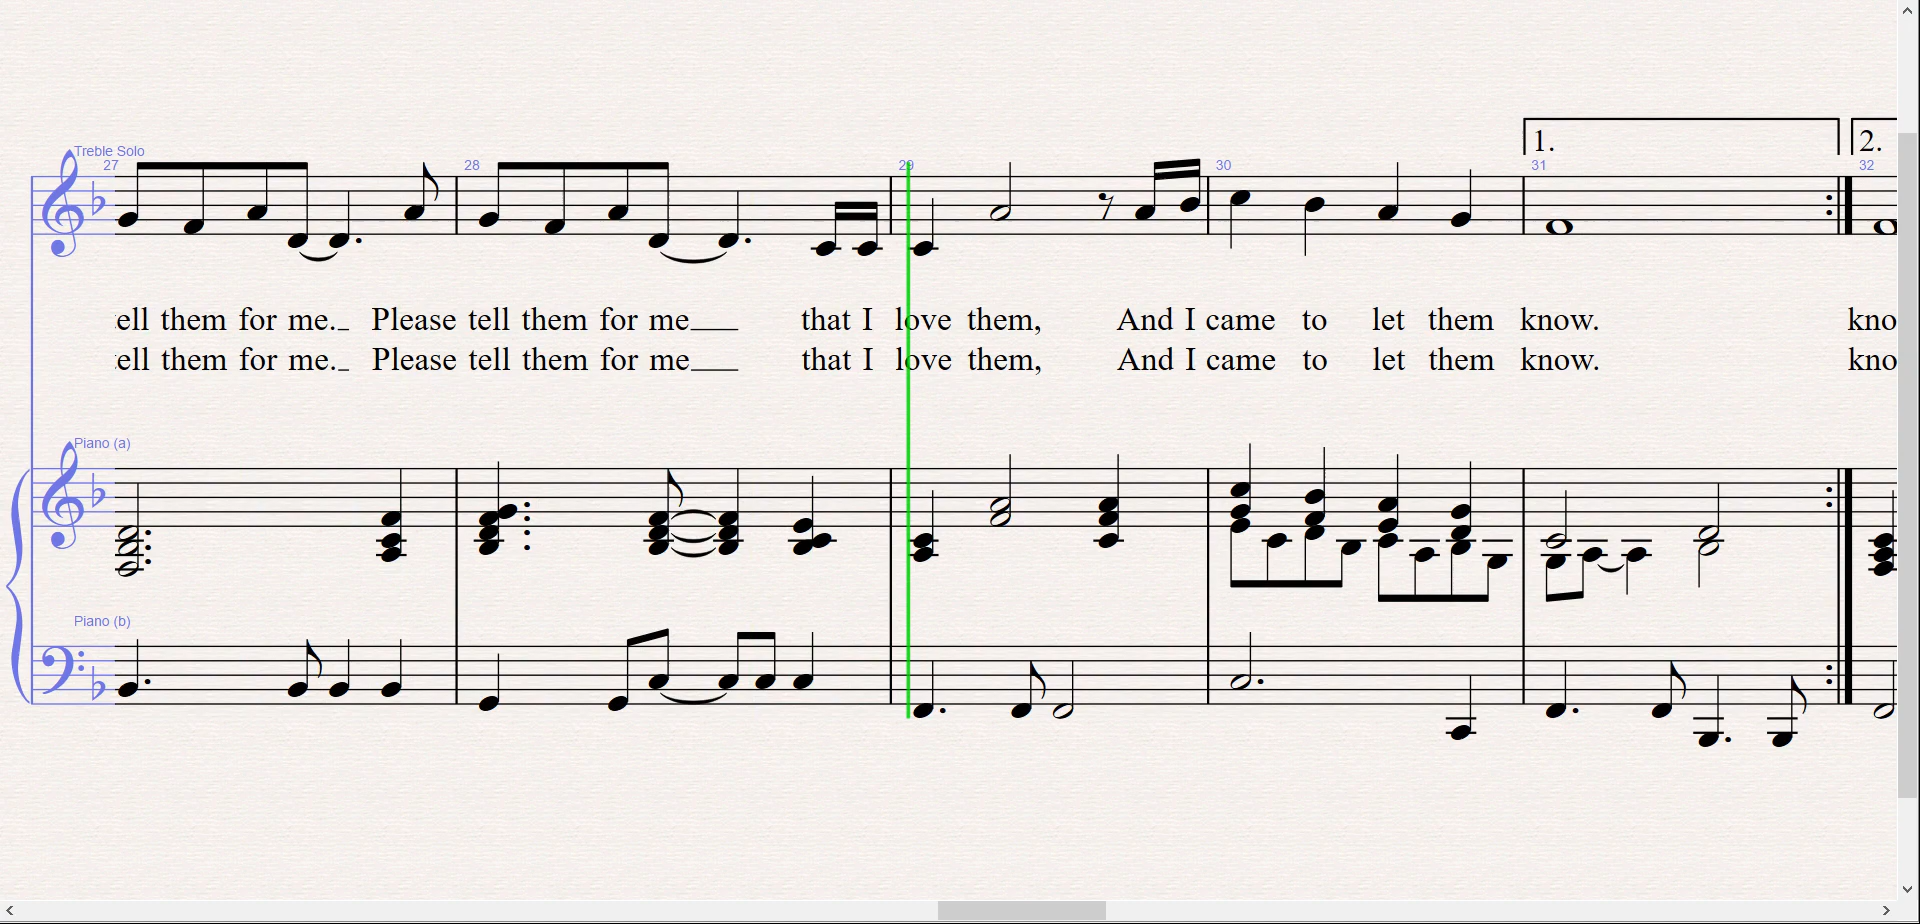 1.
2.
Treble Solo
27 28 29 30 31 32
ell them for me. Please tell them for me that I love them, And I came to let them know. kno
ell them for me. Please tell them for me that I love them, And I came to let them know. kno
Piano (a)
Piano (b)